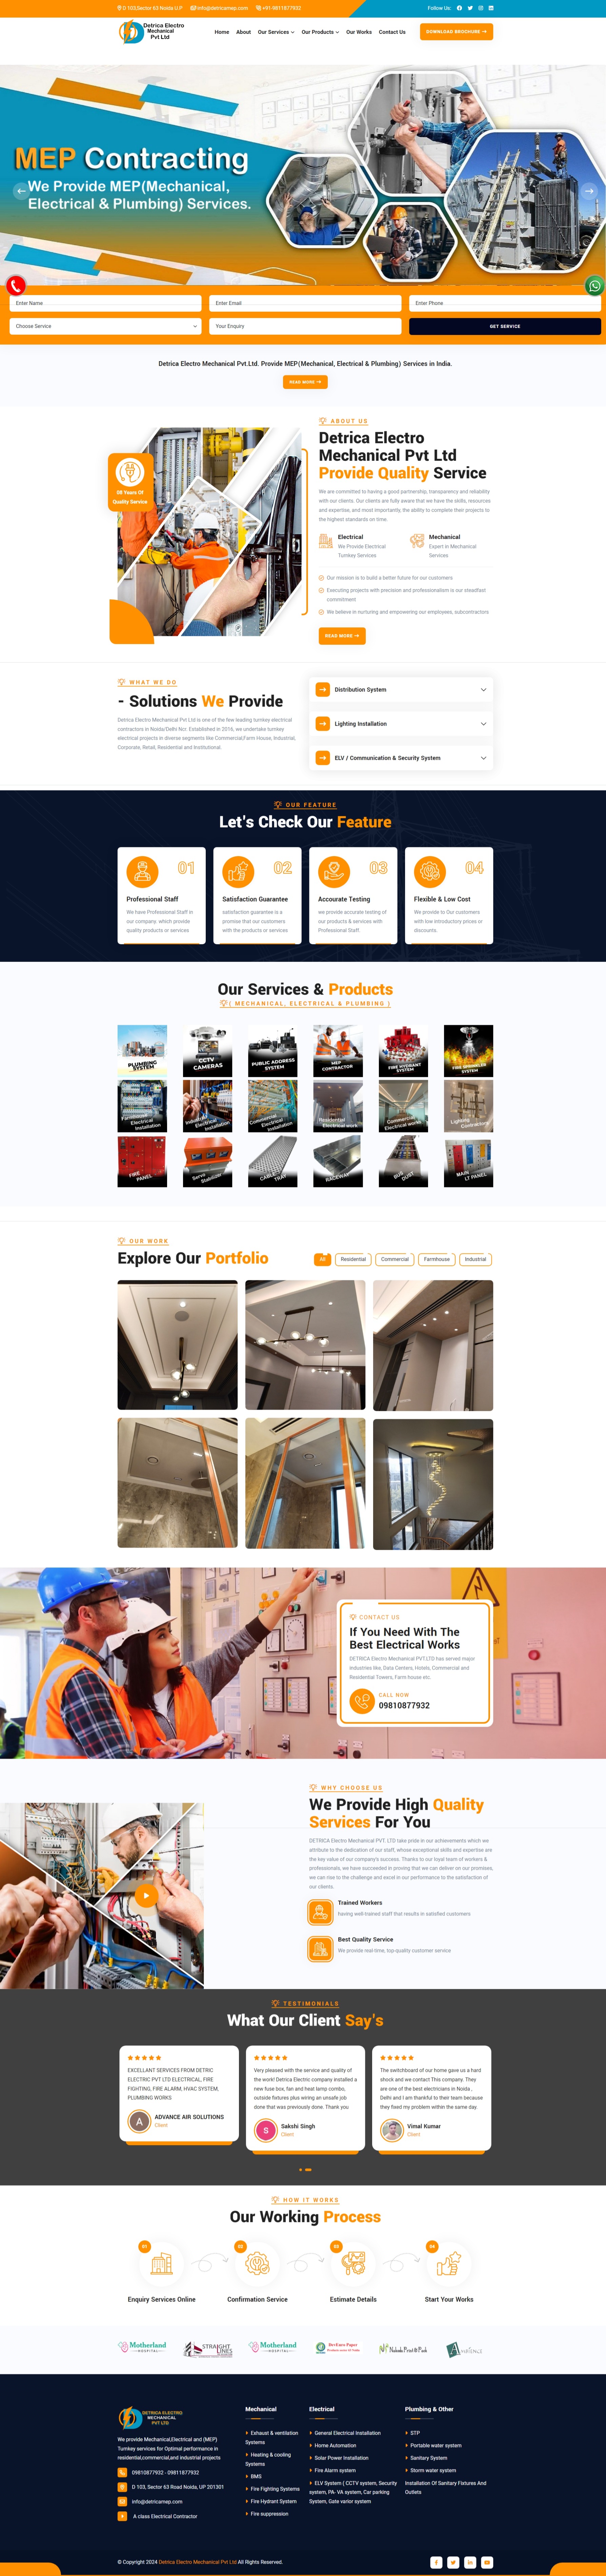 D 103,Sector 63 Noida U.P
info@detricamep.com
+91-9811877932
Follow Us:
Detrica Electro
Mechanical
Pvt Ltd
Home
About
Our Services
Our Products
Our Works
Contact Us
DOWNLOAD BROCHURE
MEP Contracting
We Provide MEP(Mechanical,
Electrical & Plumbing) Services.
Enter Name
Enter Email
Enter Phone
Choose Service
Your Enquiry
GET SERVICE
Detrica Electro Mechanical Pvt.Ltd. Provide MEP(Mechanical, Electrical & Plumbing) Services in India.
READ MORE
08 Years Of
Quality Service
ABOUT US
Detrica Electro
Mechanical Pvt Ltd
Provide Quality Service
We are committed to having a good partnership, transparency and reliability
with our clients. Our clients are fully aware that we have the skills, resources
and expertise, and most importantly, the ability to complete their projects to
the highest standards on time.
Electrical
We Provide Electrical
Turnkey Services
Mechanical
Expert in Mechanical
Services
Our mission is to build a better future for our customers
Executing projects with precision and professionalism is our steadfast
commitment
We believe in nurturing and empowering our employees, subcontractors
READ MORE
WHAT WE DO
- Solutions We Provide
Detrica Electro Mechanical Pvt Ltd is one of the few leading turnkey electrical
contractors in Noida/Delhi Ncr. Established in 2016, we undertake turnkey
electrical projects in diverse segments like Commercial,Farm House, Industrial,
Corporate, Retail, Residential and Institutional.
Distribution System
Lighting Installation
ELV / Communication & Security System
OUR FEATURE
Let's Check Our Feature
01
Professional Staff
We have Professional Staff in
our company. which provide
quality products or services
02
Satisfaction Guarantee
satisfaction guarantee is a
promise that our customers
with the products or services
03
Accourate Testing
we provide accurate testing of
our products & services with
Professional Staff.
04
Flexible & Low Cost
We provide to Our customers
with low introductory prices or
discounts.
Our Services & Products
( MECHANICAL, ELECTRICAL & PLUMBING )
PLUMBING
SYSTEM
CCTV
CAMERAS
PUBLIC ADDRESS
SYSTEM
MEP
CONTRACTOR
FIRE HYDRANT
SYSTEM
FIRE SPRINKLER
SYSTEM
Farmhouse
Electrical
Installation
Industrial
Electrical
Installation
Commercial
Electrical
Installation
Residential
Electrical work
Commercial
Electrical works
Lighting
Contractors
FIRE
PANEL
Servo
Stabilizer
CABLE
TRAY
RACEWAY
BUS
DUST
MAIN
LT PANEL
OUR WORK
Explore Our Portfolio
All
Residential
Commercial
Farmhouse
Industrial
CONTACT US
If You Need With The
Best Electrical Works
DETRICA Electro Mechanical PVT.LTD has served major
industries like, Data Centers, Hotels, Commercial and
Residential Towers, Farm house etc.
CALL NOW
09810877932
WHY CHOOSE US
We Provide High Quality
Services For You
DETRICA Electro Mechanical PVT. LTD take pride in our achievements which we
attribute to the dedication of our staff, whose exceptional skills and expertise are
the key value of our company's success. Thanks to our loyal team of workers &
professionals, we have succeeded in proving that we can deliver on our promises,
we can rise to the challenge and excel in our performance to the satisfaction of
our clients.
Trained Workers
having well-trained staff that results in satisfied customers
Best Quality Service
We provide real-time, top-quality customer service
TESTIMONIALS
What Our Client Say's
EXCELLANT SERVICES FROM DETRIC
ELECTRIC PVT LTD ELECTRICAL, FIRE
FIGHTING, FIRE ALARM, HVAC SYSTEM,
PLUMBING WORKS
A
ADVANCE AIR SOLUTIONS
Client
Very pleased with the service and quality of
the work! Detrica Electric company installed a
new fuse box, fan and heat lamp combo,
outside fixtures plus wiring an unsafe job
done that was previously done. Thank you
S
Sakshi Singh
Client
The switchboard of our home gave us a hard
shock and we contact This company. They
are one of the best electricians in Noida ,
Delhi and I am thankful to their team because
they fixed my problem within the same day.
Vimal Kumar
Client
HOW IT WORKS
Our Working Process
01
Enquiry Services Online
02
Confirmation Service
03
Estimate Details
04
Start Your Works
Motherland
HOSPITAL
STRAIGHT
LINES
Motherland
HOSPITAL
DevEura Paper
DETRICA ELECTRO
MECHANICAL
PVT LTD
We provide Mechanical,Electrical and (MEP)
Turnkey services for Optimal performance in
residential,commercial,and industrial projects
09810877932 - 09811877932
D 103, Sector 63 Road Noida, UP 201301
info@detricamep.com
A class Electrical Contractor
Mechanical
Exhaust & ventilation
Systems
Heating & cooling
Systems
BMS
Fire Fighting Systems
Fire Hydrant System
Fire suppression
Electrical
General Electrical Installation
Home Automation
Solar Power Installation
Fire Alarm system
ELV System ( CCTV system, Security
system, PA- VA system, Car parking
System, Gate varior system
Plumbing & Other
STP
Portable water system
Sanitary System
Storm water system
Installation Of Sanitary Fixtures And
Outlets
© Copyright 2024 Detrica Electro Mechanical Pvt Ltd All Rights Reserved.